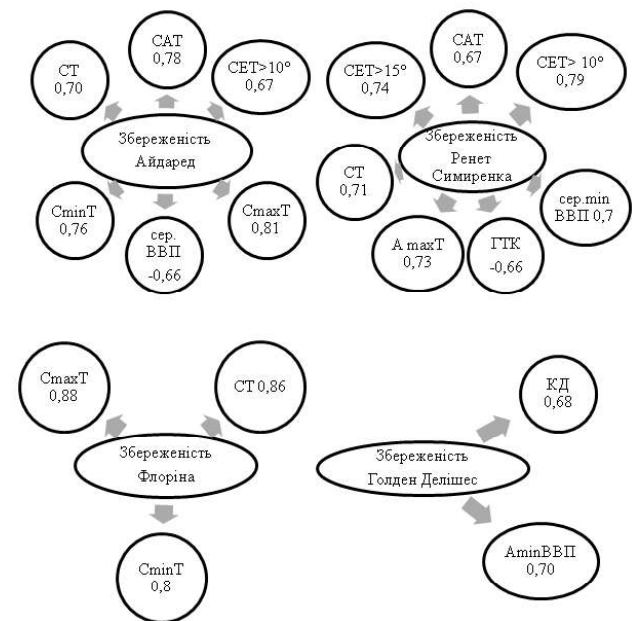 САТ
0,78
СТ
0,70
СЕТ>10°
0,67
Збереженість
Айдаред
СminТ
0,76
сер.
ВВП
-0,66
СmaxТ
0,81
САТ
0,67
СЕТ>15°
0,74
СЕТ> 10°
0,79
Збереженість
Ренет
Симиренка
СТ
0,71
сер.min
ВВП 0,7
А maxТ
0,73
ГТК
-0,66
СmaxТ
0,88
СТ 0,86
Збереженість
Флоріна
СminТ
0,8
КД
0,68
Збереженість
Голден Делішес
АminВВП
0,70